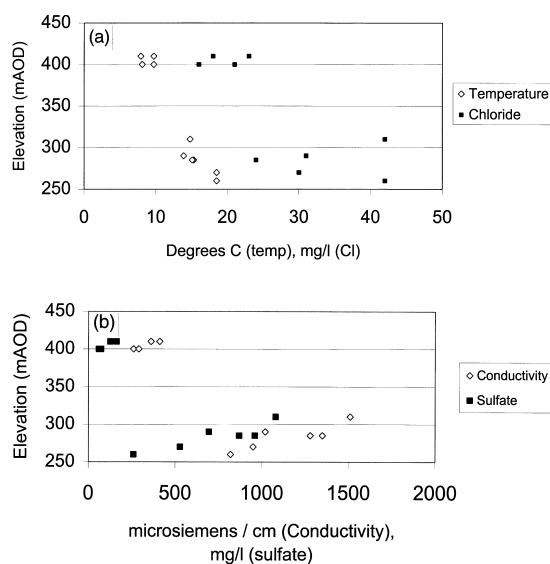 (a)
Elevation (mAOD)
450
400
350
300
250
0 10 20 30 40 50
Degrees C (temp), mg/l (Cl)
Temperature
Chloride
(b)
Elevation (mAOD)
450
400
350
300
250
0 500 1000 1500 2000
microsiemens / cm (Conductivity),
mg/l (sulfate)
Conductivity
Sulfate